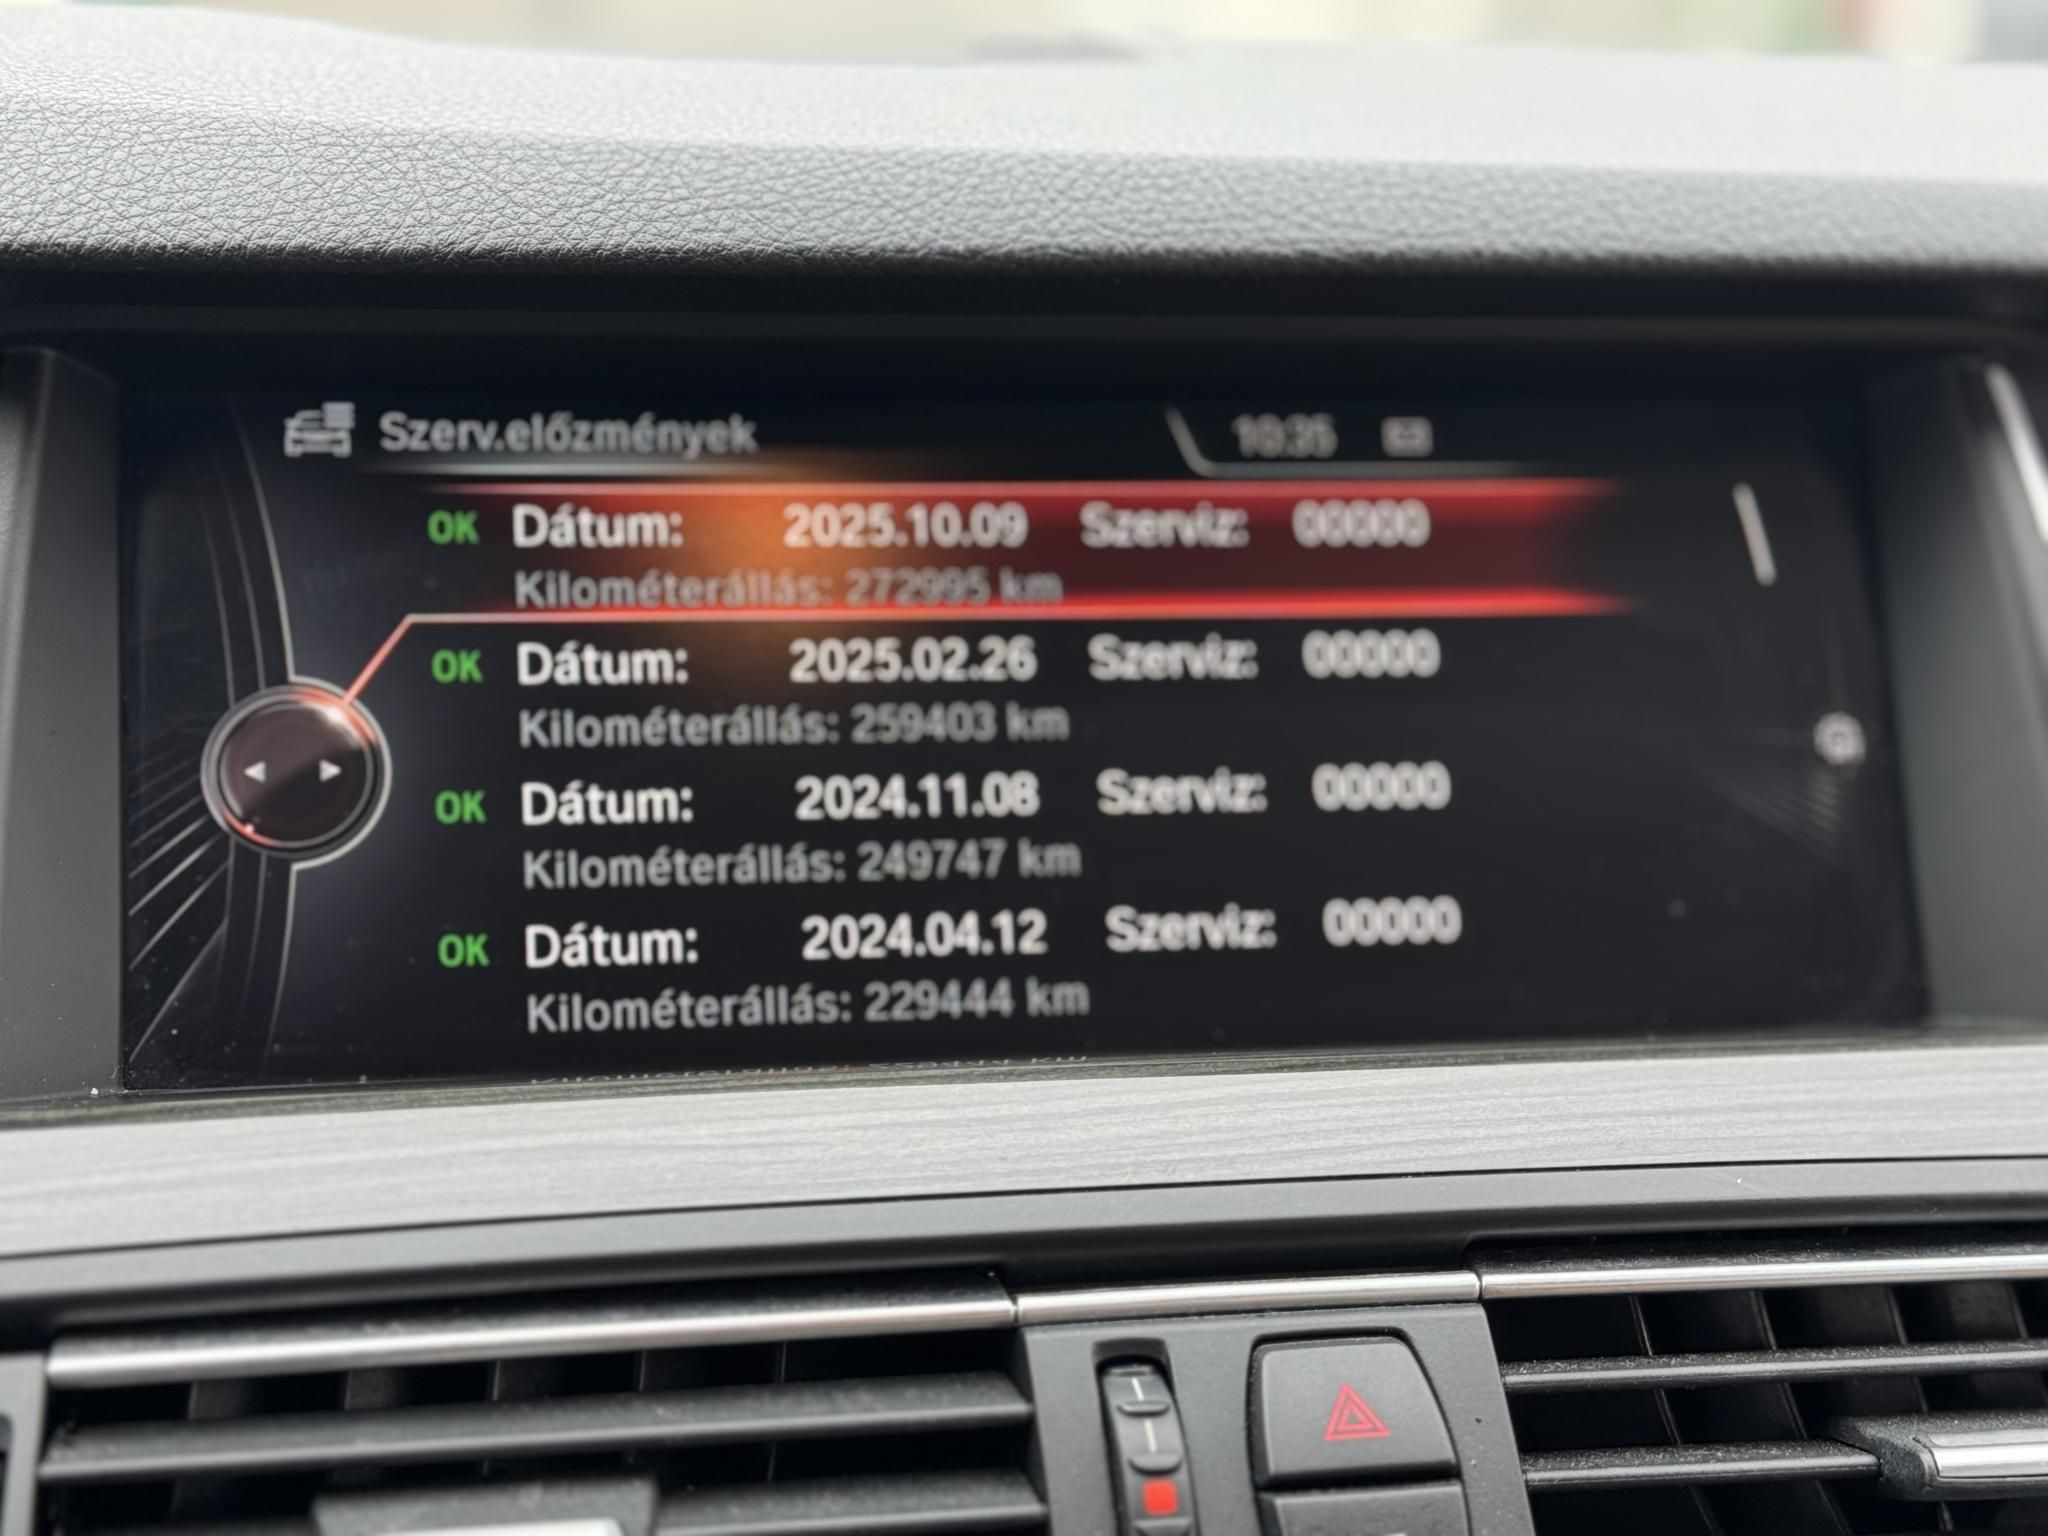 Szerv.előzmények 10:35
OK Dátum: 2025.10.09 Szerviz: 00000
Kilométerállás: 272995 km
OK Dátum: 2025.02.26 Szerviz: 00000
Kilométerállás: 259403 km
OK Dátum: 2024.11.08 Szerviz: 00000
Kilométerállás: 249747 km
OK Dátum: 2024.04.12 Szerviz: 00000
Kilométerállás: 229444 km